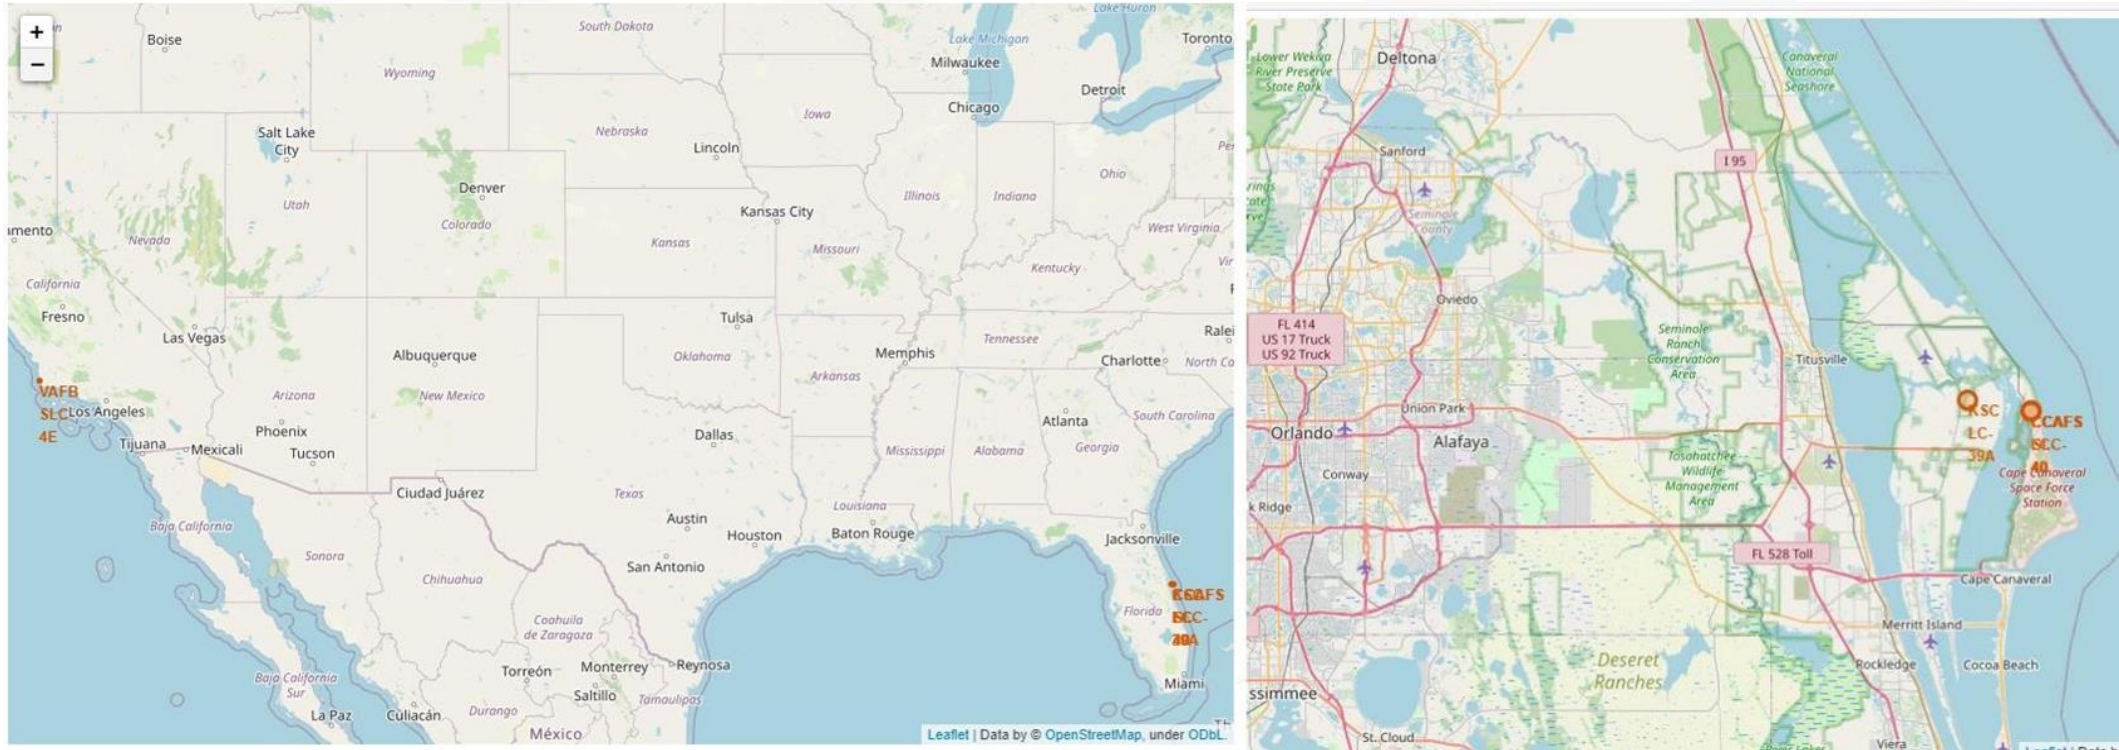 +
−
Boise
South Dakota
Lake Huron
Lake Michigan
Toronto
Milwaukee
Wyoming
Detroit
Chicago
Iowa
Salt Lake
City
Nebraska
Lincoln
Ohio
Denver
Utah
Illinois
Indiana
Colorado
Kansas City
West Virginia
Nevada
Kansas
Missouri
Kentucky
California
Fresno
Las Vegas
Tulsa
Tennessee
Albuquerque
Oklahoma
Memphis
Charlotte
Arkansas
VAFB
SLC
4E
Los Angeles
Arizona
New Mexico
Atlanta
South Carolina
Phoenix
Dallas
Tijuana
Mexicali
Tucson
Mississippi
Alabama
Georgia
Ciudad Juárez
Texas
Louisiana
Baja California
Austin
Houston
Baton Rouge
Jacksonville
Sonora
San Antonio
Chihuahua
Florida
Coahuila
de Zaragoza
Torreón
Monterrey
Reynosa
Baja California
Sur
Saltillo
Tamaulipas
Miami
La Paz
Culiacán
Durango
México
Leaflet | Data by © OpenStreetMap, under ODbL.
Lower Wekiva
River Preserve
State Park
Deltona
Canaveral
National
Seashore
Sanford
I 95
Seminole
County
Oviedo
FL 414
US 17 Truck
US 92 Truck
Seminole
Ranch
Conservation
Area
Titusville
Union Park
KSC
LC-
39A
CCAFS
40
Orlando
Alafaya
Conway
Tosohatchee
Wildlife
Management
Area
Cape Canaveral
Space Force
Station
k Ridge
FL 528 Toll
Cape Canaveral
Merritt Island
Deseret
Ranches
Rockledge
Cocoa Beach
ssimmee
St. Cloud
Viera